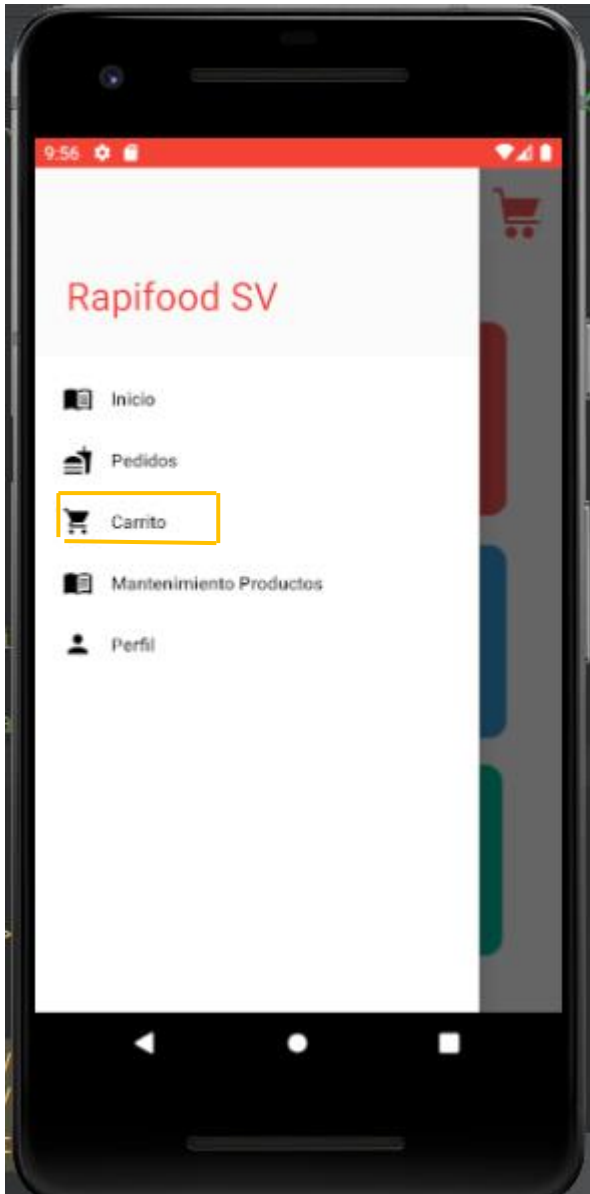 9:56
Rapifood SV
Inicio
Pedidos
Carrito
Mantenimiento Productos
Perfil